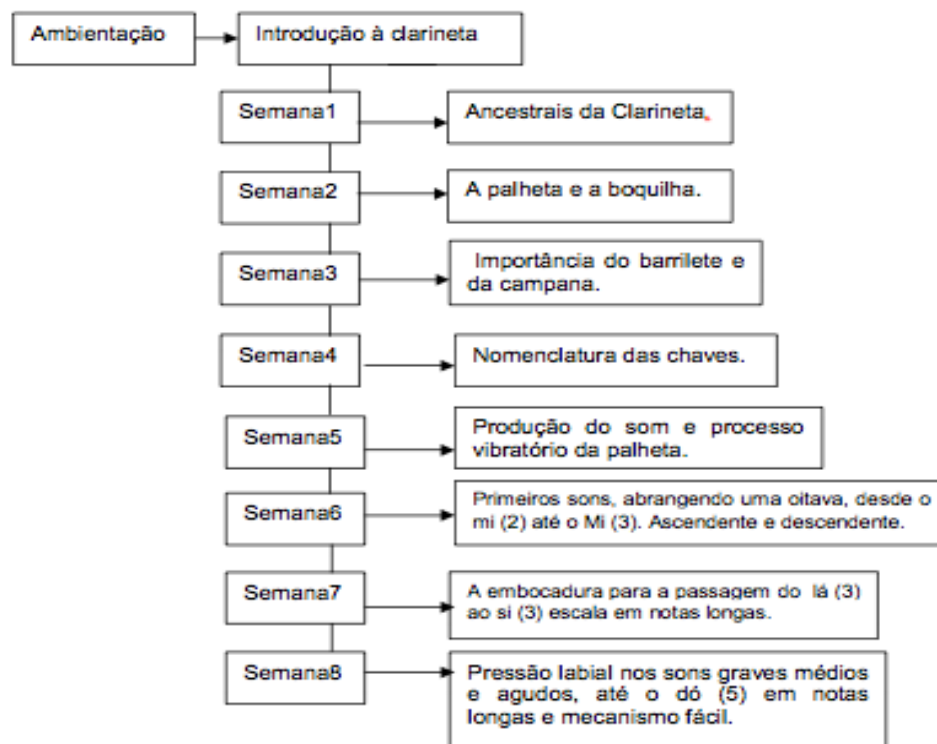 Ambientação
Introdução à clarineta
Semana1
Ancestrais da Clarineta.
Semana2
A palheta e a boquilha.
Semana3
Importância do barrilete e
da campana.
Semana4
Nomenclatura das chaves.
Semana5
Produção do som e processo
vibratório da palheta.
Semana6
Primeiros sons, abrangendo uma oitava, desde o
mi (2) até o Mi (3). Ascendente e descendente.
Semana7
A embocadura para a passagem do lá (3)
ao si (3) escala em notas longas.
Semana8
Pressão labial nos sons graves médios
e agudos, até o dó (5) em notas
longas e mecanismo fácil.